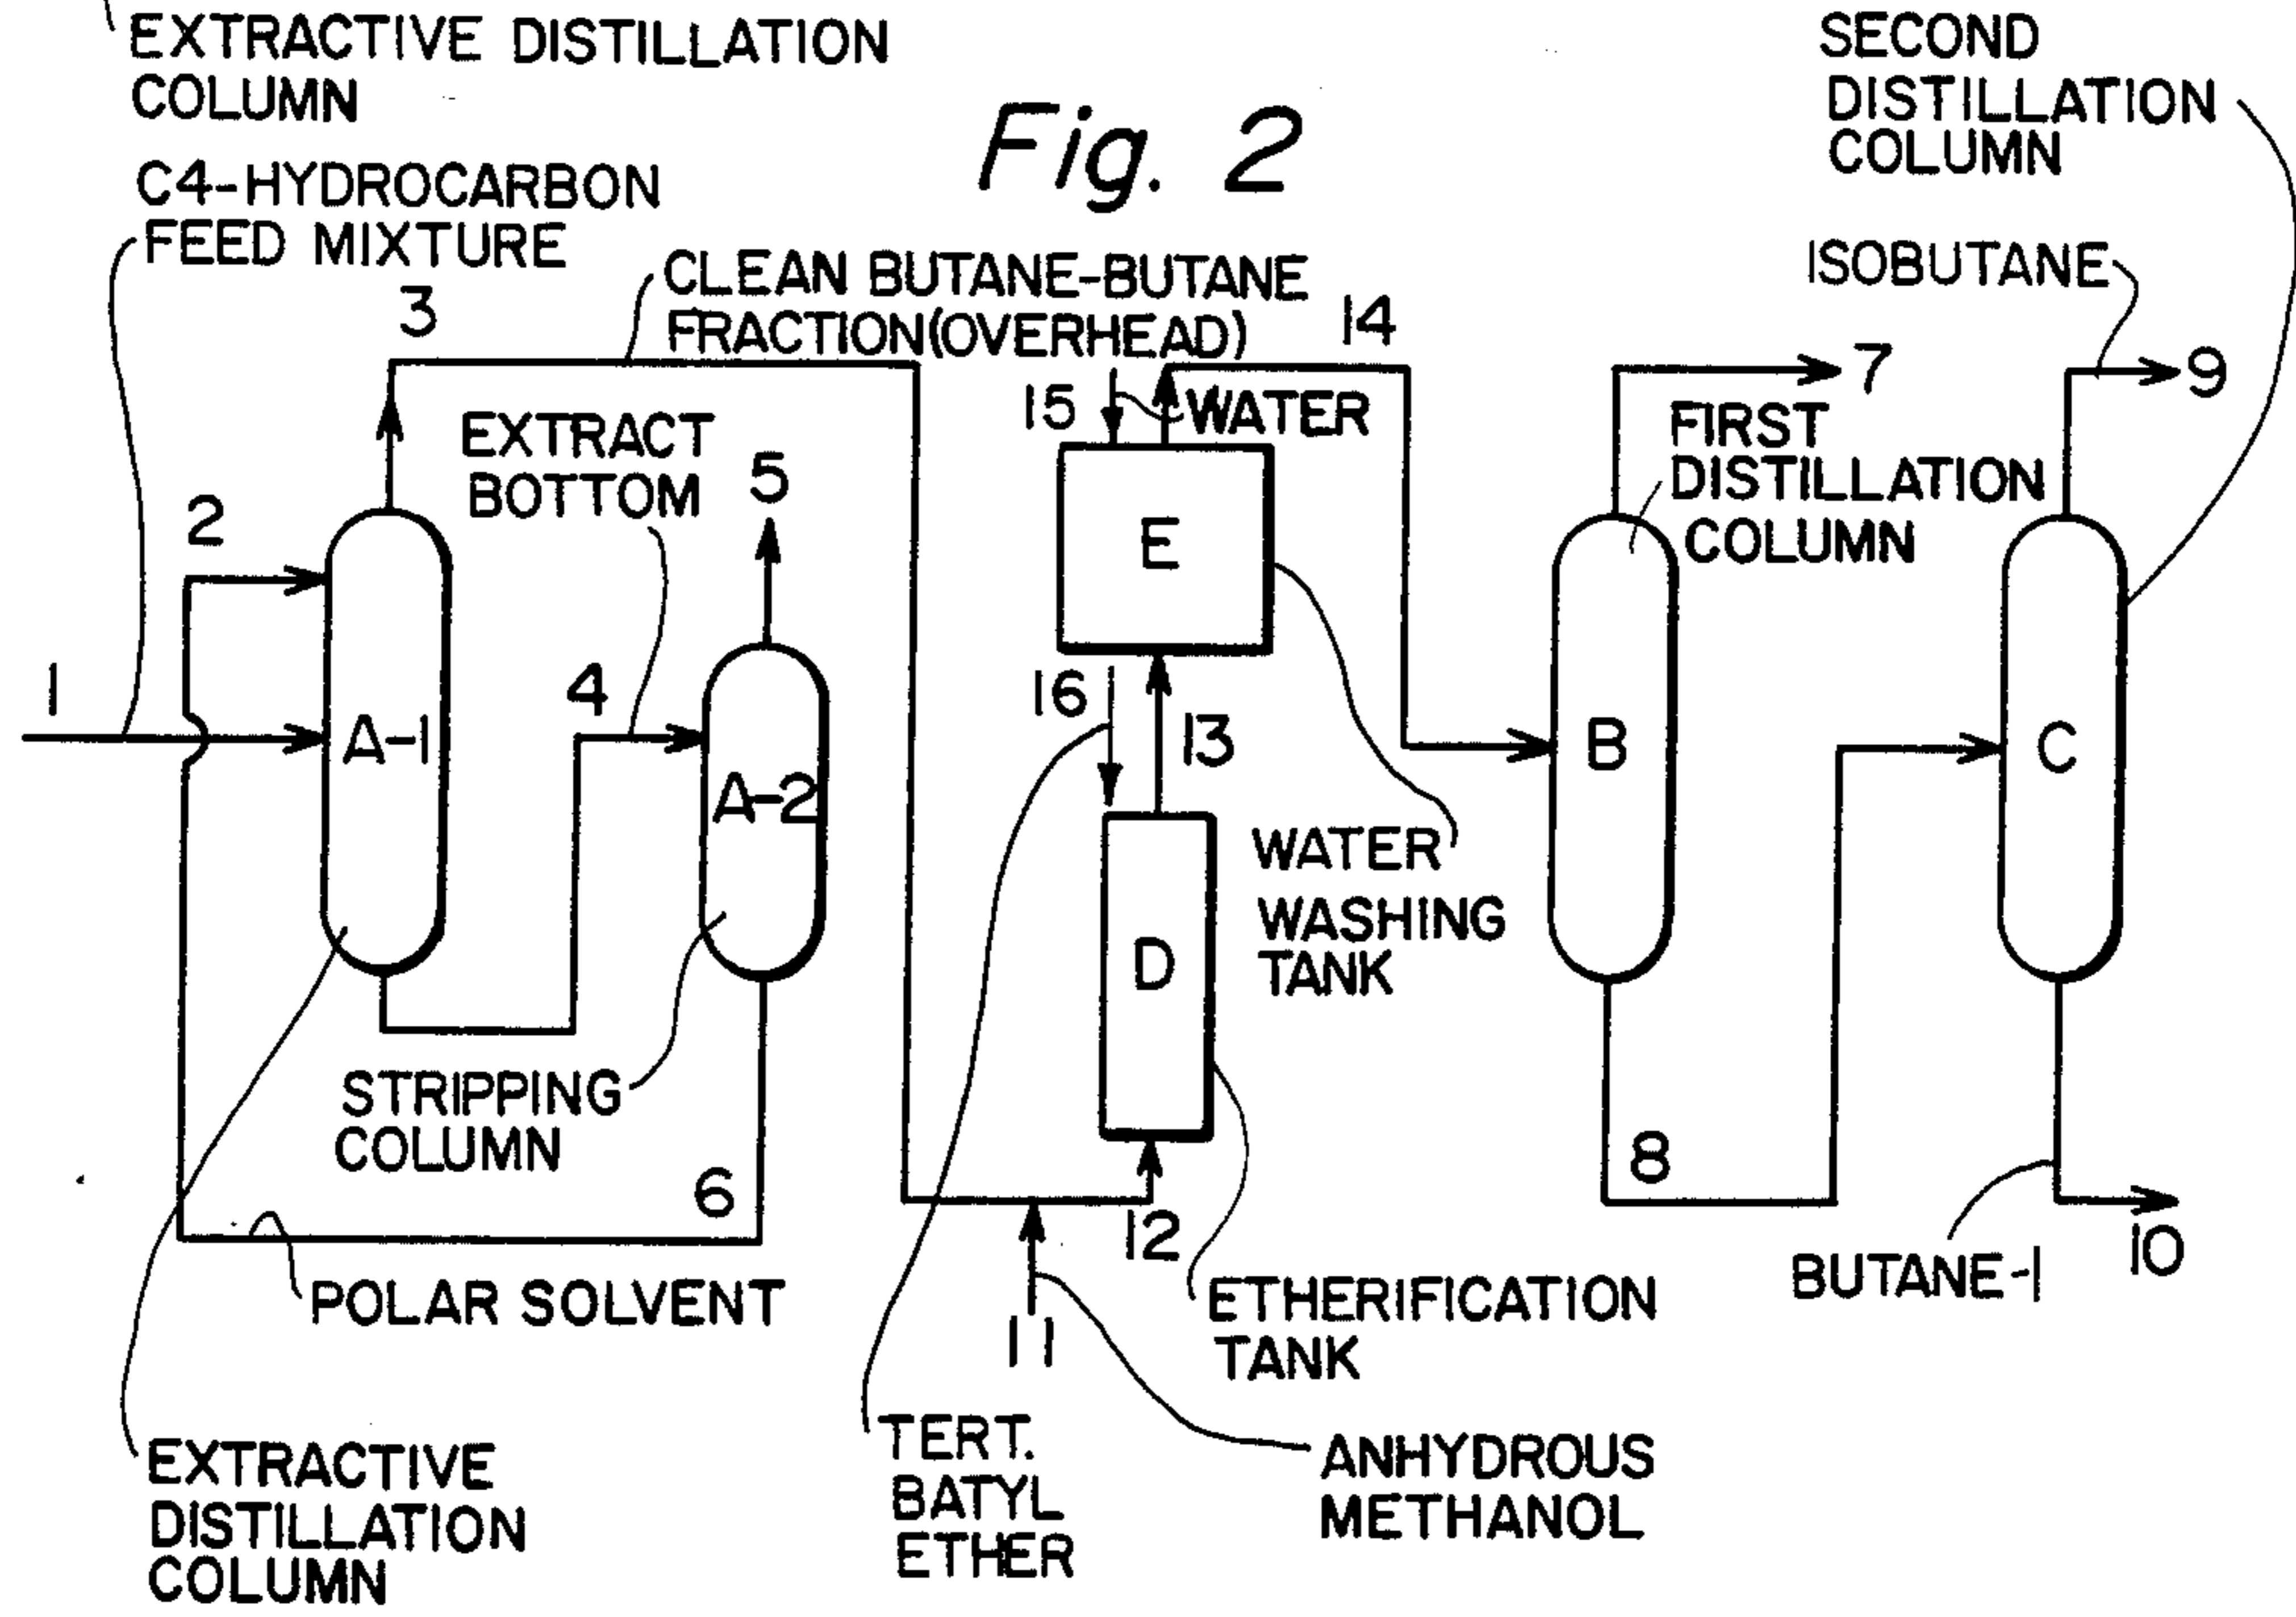 EXTRACTIVE DISTILLATION
COLUMN
Fig. 2
SECOND
DISTILLATION
COLUMN
C4-HYDROCARBON
FEED MIXTURE
3
CLEAN BUTANE-BUTANE
FRACTION(OVERHEAD)
14
ISOBUTANE
7
9
15
WATER
EXTRACT
BOTTOM
5
2
FIRST
DISTILLATION
COLUMN
E
1
4
16
13
A-1
A-2
B
C
WATER
WASHING
TANK
D
STRIPPING
COLUMN
6
8
12
10
POLAR SOLVENT
11
ETHERIFICATION
TANK
BUTANE-1
EXTRACTIVE
DISTILLATION
COLUMN
TERT.
BATYL
ETHER
ANHYDROUS
METHANOL